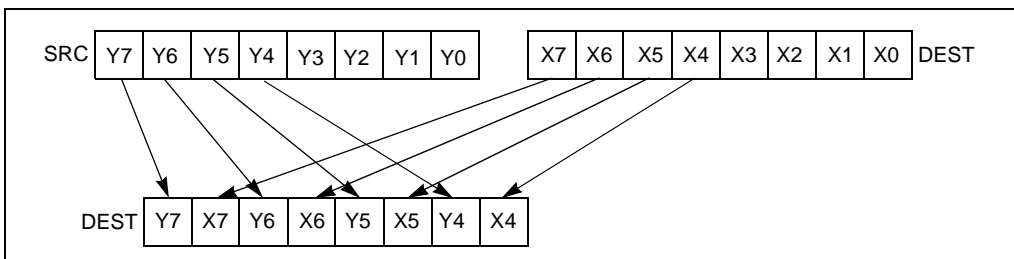 SRC Y7 Y6 Y5 Y4 Y3 Y2 Y1 Y0 X7 X6 X5 X4 X3 X2 X1 X0 DEST
DEST Y7 X7 Y6 X6 Y5 X5 Y4 X4